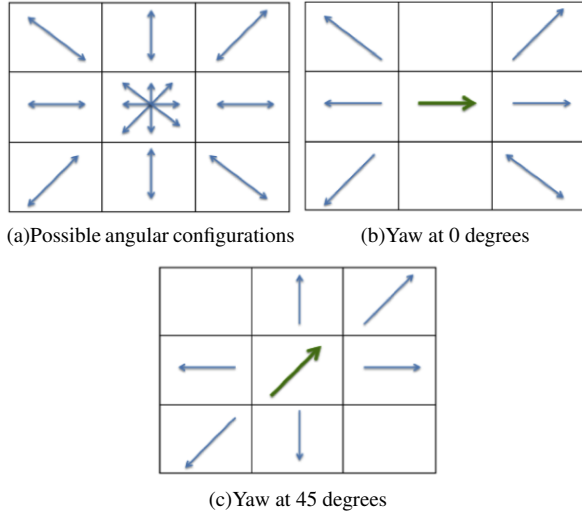 (a)Possible angular configurations
(b)Yaw at 0 degrees
(c)Yaw at 45 degrees